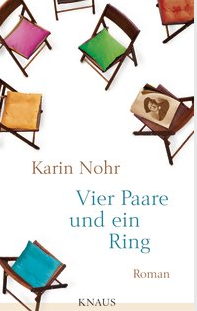 Karin Nohr
Vier Paare
und ein
Ring
Roman
KNAUS